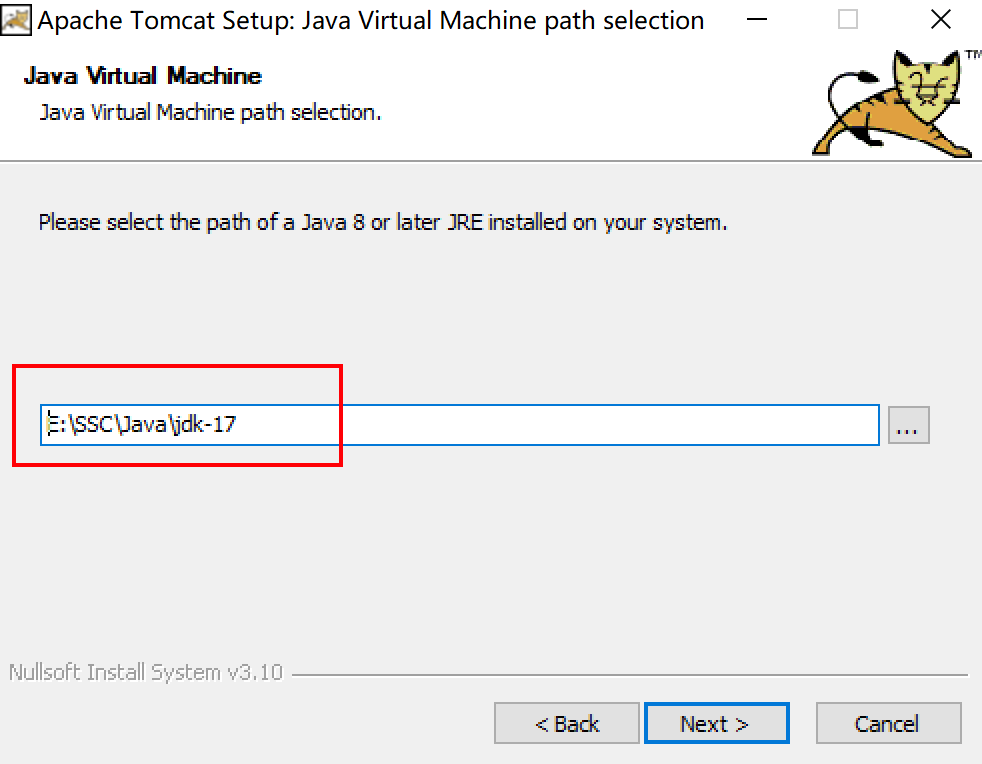 Apache Tomcat Setup: Java Virtual Machine path selection
TM
Java Virtual Machine
Java Virtual Machine path selection.
Please select the path of a Java 8 or later JRE installed on your system.
E:\SSC\Java\jdk-17
...
Nullsoft Install System v3.10
< Back
Next >
Cancel